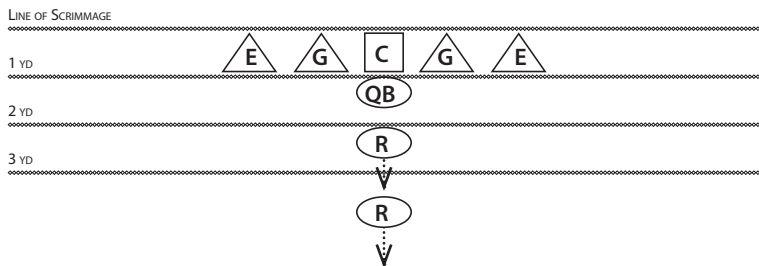 LINE OF SCRIMMAGE
E G C G E
1 YD
QB
2 YD
R
3 YD
R